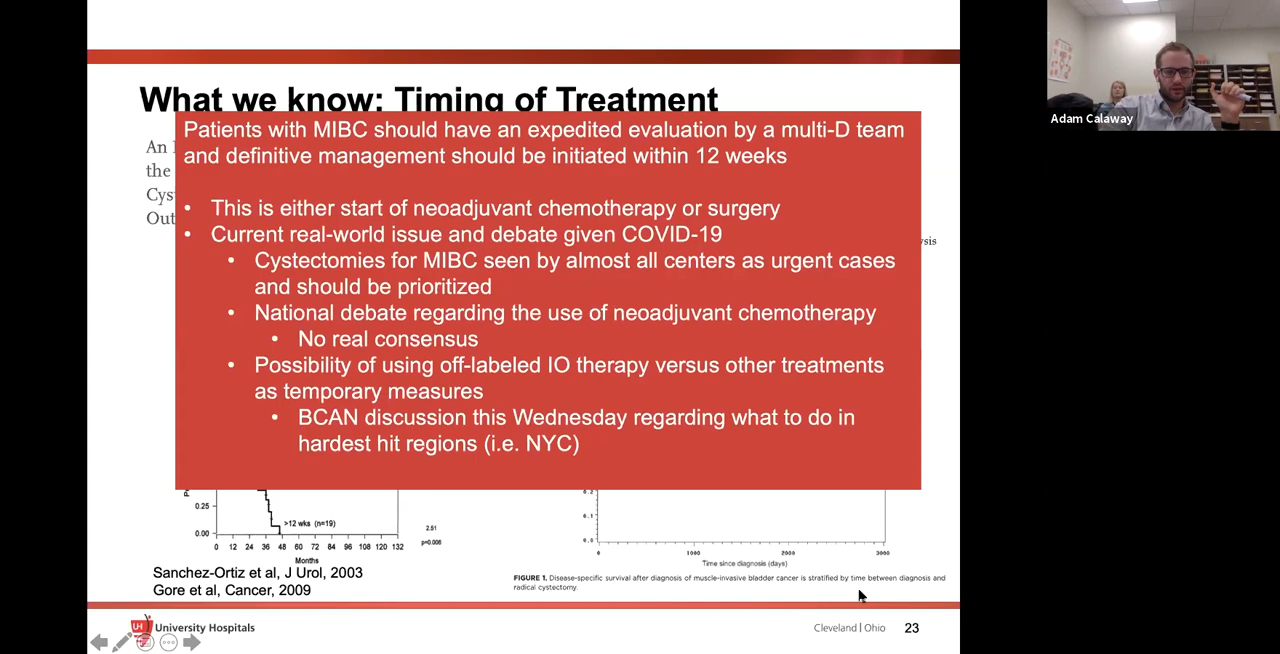 What we know: Timing of Treatment
Patients with MIBC should have an expedited evaluation by a multi-D team
and definitive management should be initiated within 12 weeks
An
the
Cys
Out
• This is either start of neoadjuvant chemotherapy or surgery
• Current real-world issue and debate given COVID-19
• Cystectomies for MIBC seen by almost all centers as urgent cases
and should be prioritized
• National debate regarding the use of neoadjuvant chemotherapy
• No real consensus
• Possibility of using off-labeled IO therapy versus other treatments
as temporary measures
• BCAN discussion this Wednesday regarding what to do in
hardest hit regions (i.e. NYC)
ysis
0.25
0.00
>12 wks (n=19)
0 12 24 36 48 60 72 84 96 108 120 132
Months
2.51
p=0.006
0.2
0.1
0.0
0 1000 2000 3000
Time since diagnosis (days)
Sanchez-Ortiz et al, J Urol, 2003
Gore et al, Cancer, 2009
FIGURE 1. Disease-specific survival after diagnosis of muscle-invasive bladder cancer is stratified by time between diagnosis and
radical cystectomy.
UH University Hospitals
Cleveland | Ohio 23
Adam Calaway